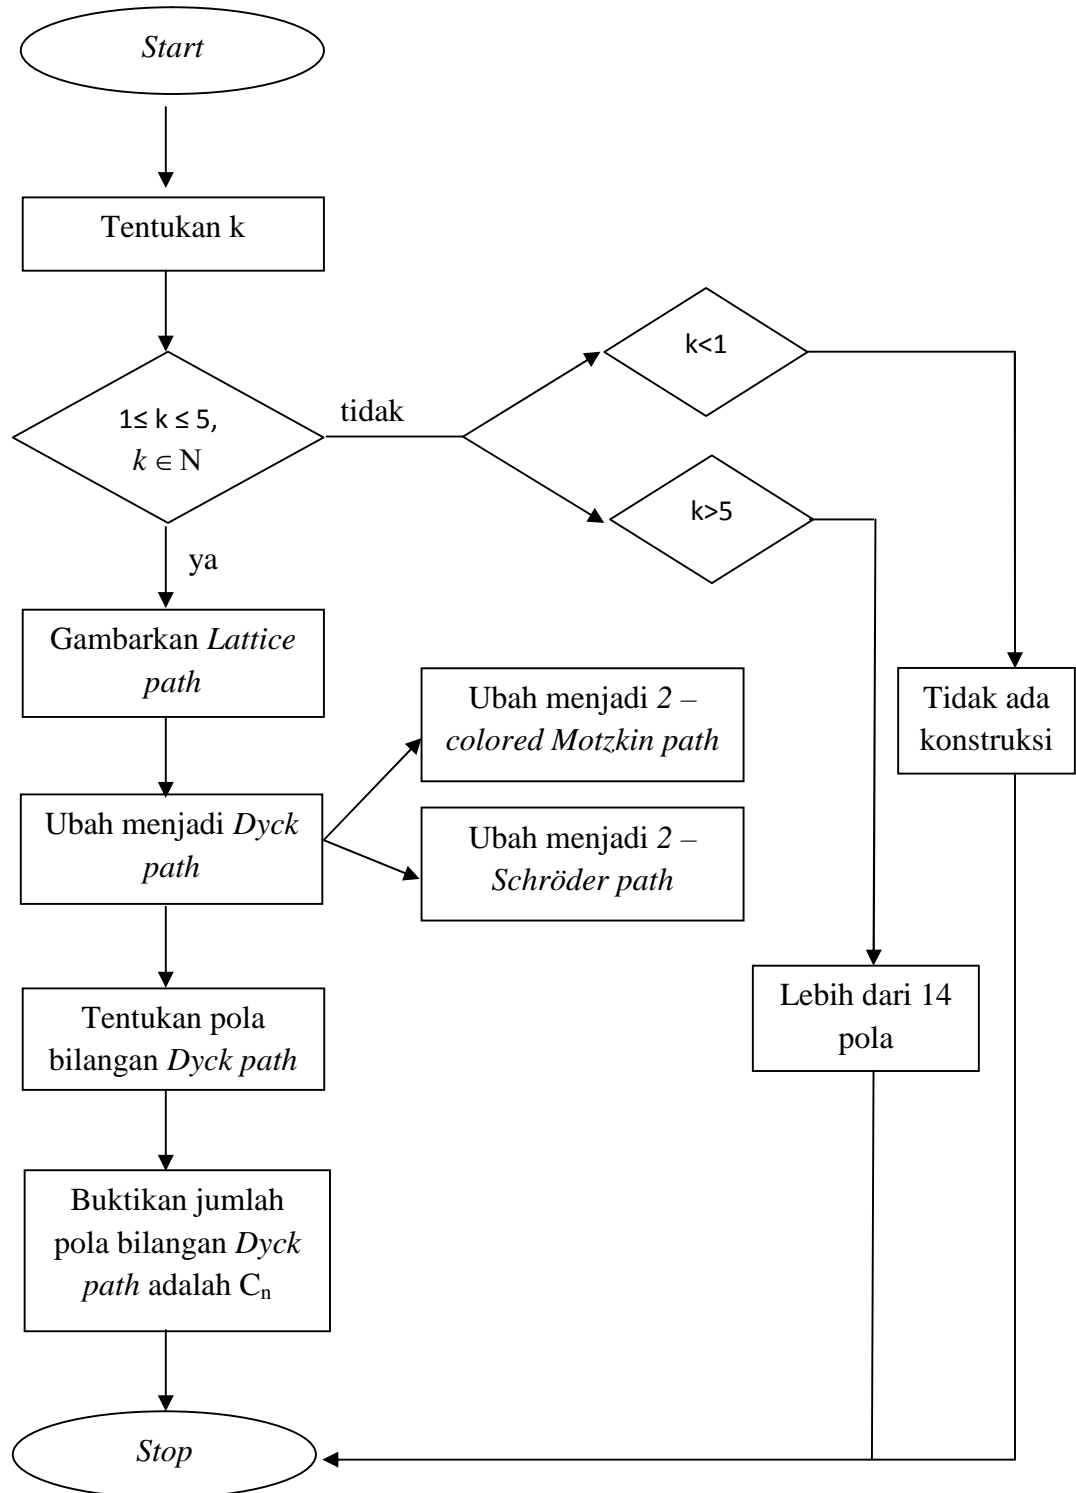 Start
Tentukan k
1≤ k ≤ 5,
k ∈ N
tidak
k<1
k>5
ya
Gambarkan Lattice
path
Ubah menjadi 2 –
colored Motzkin path
Tidak ada
konstruksi
Ubah menjadi Dyck
path
Ubah menjadi 2 –
Schröder path
Tentukan pola
bilangan Dyck path
Lebih dari 14
pola
Buktikan jumlah
pola bilangan Dyck
path adalah Cₙ
Stop